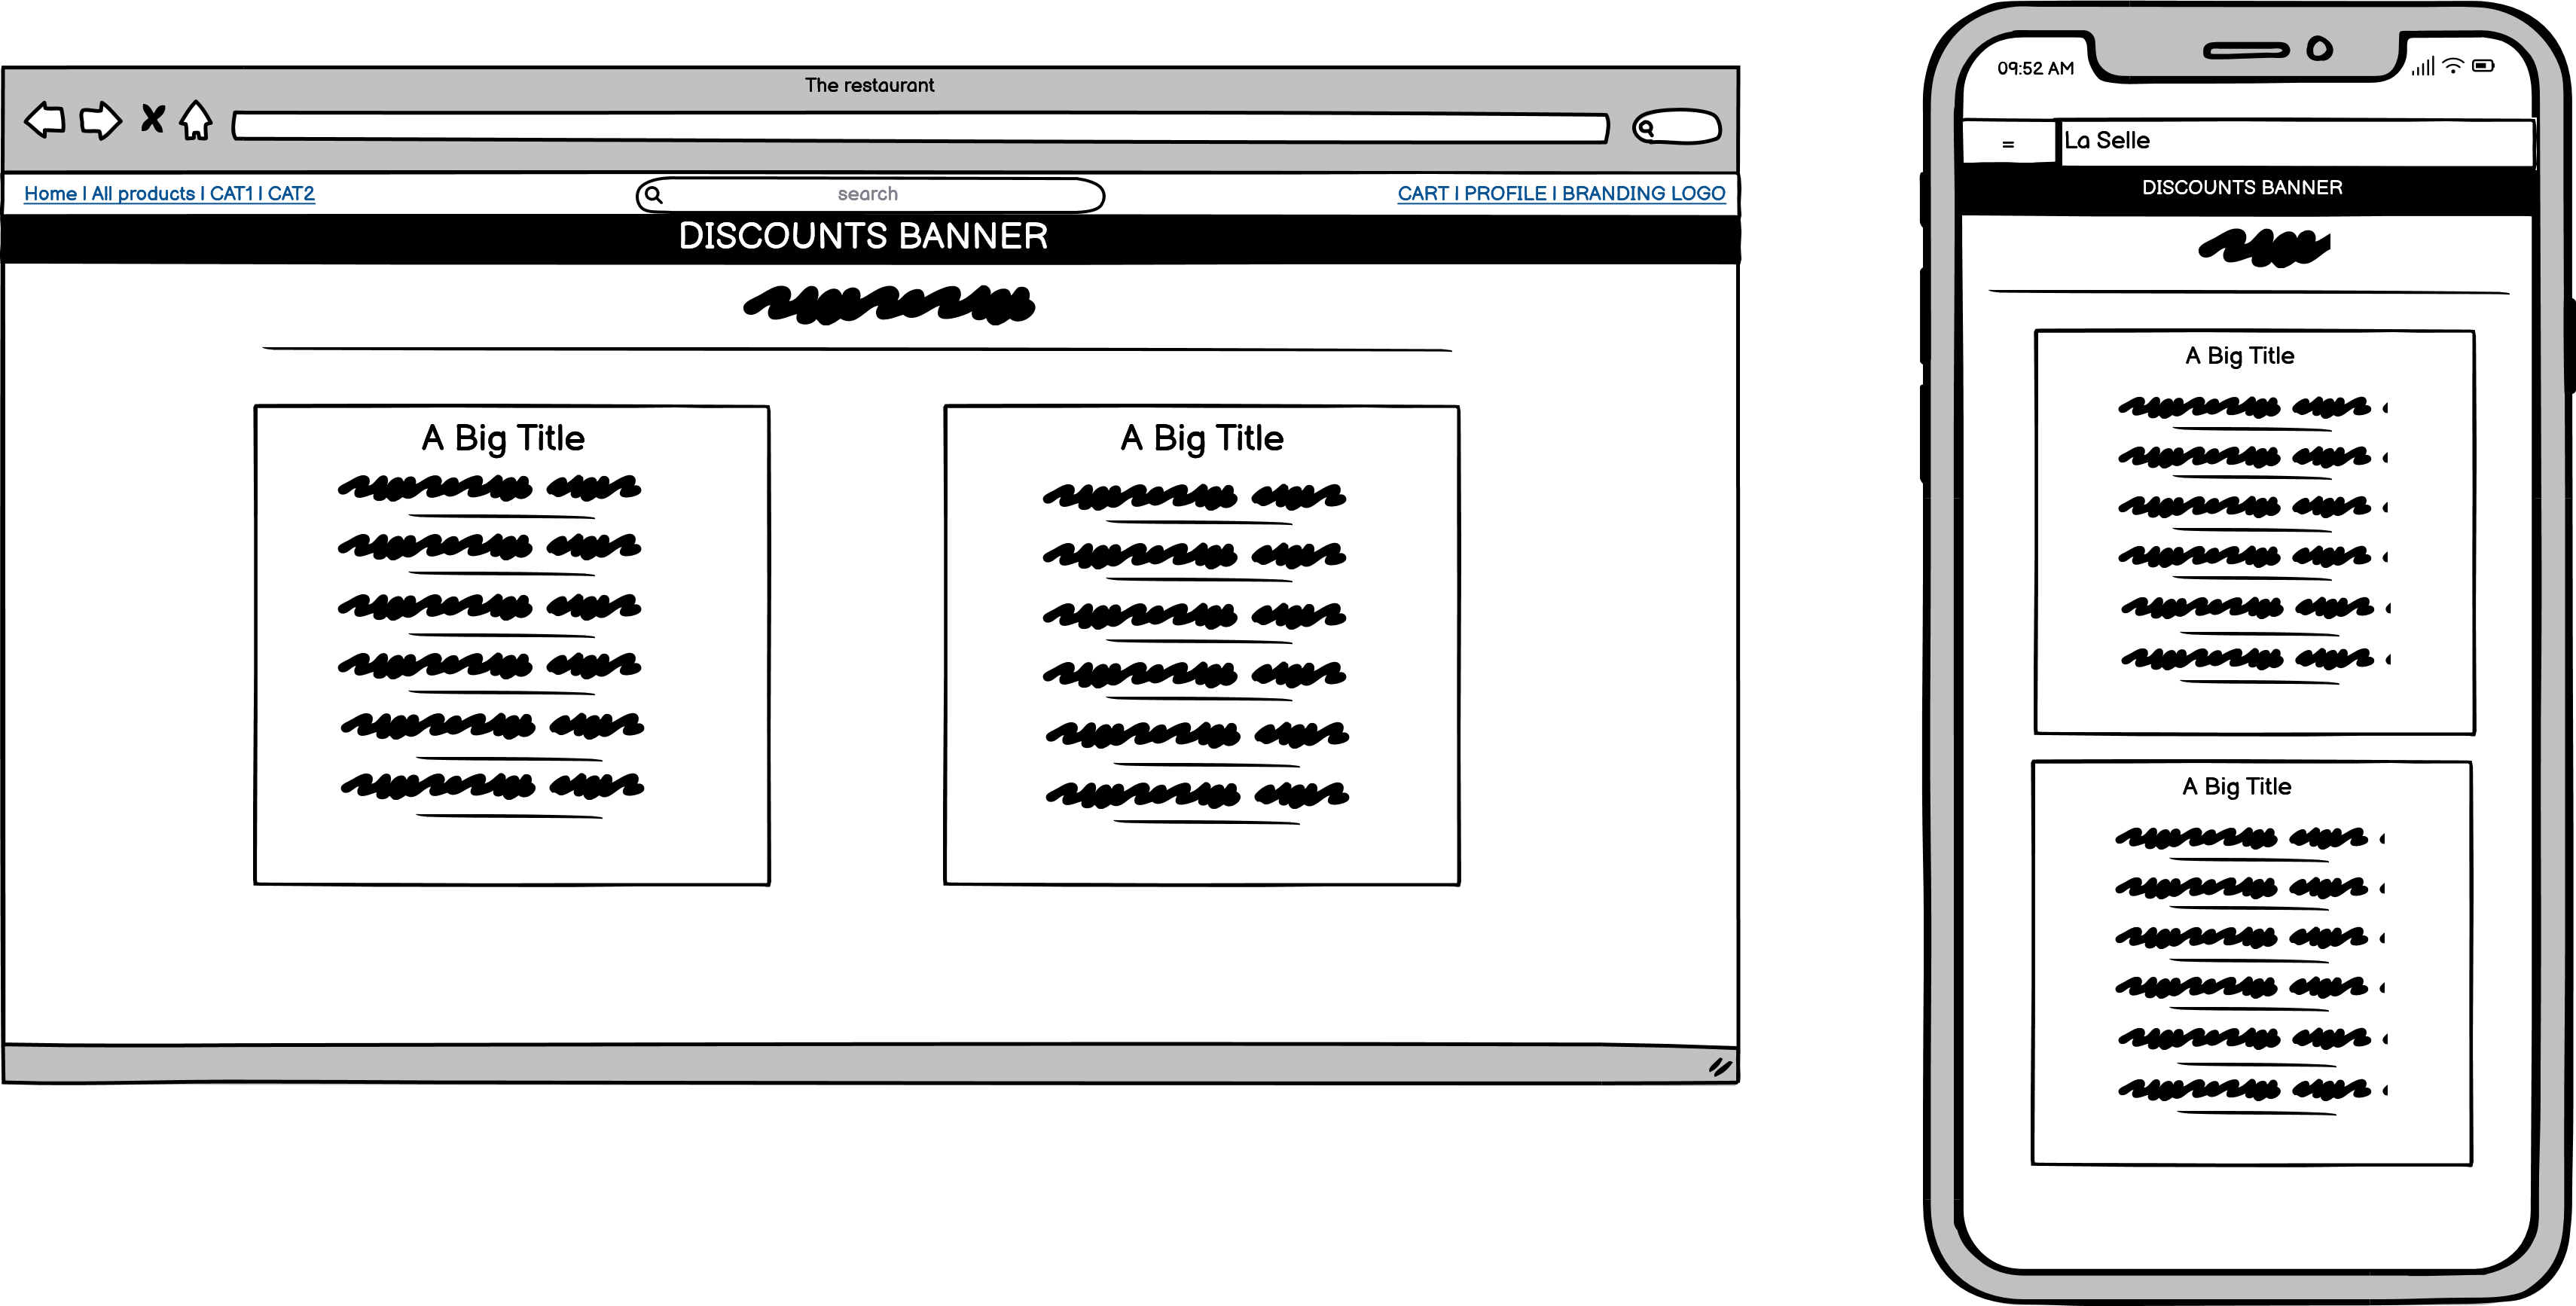 The restaurant
Home | All products | CAT1 | CAT2
search
CART | PROFILE | BRANDING LOGO
DISCOUNTS BANNER
A Big Title
A Big Title
09:52 AM
=
La Selle
DISCOUNTS BANNER
A Big Title
A Big Title